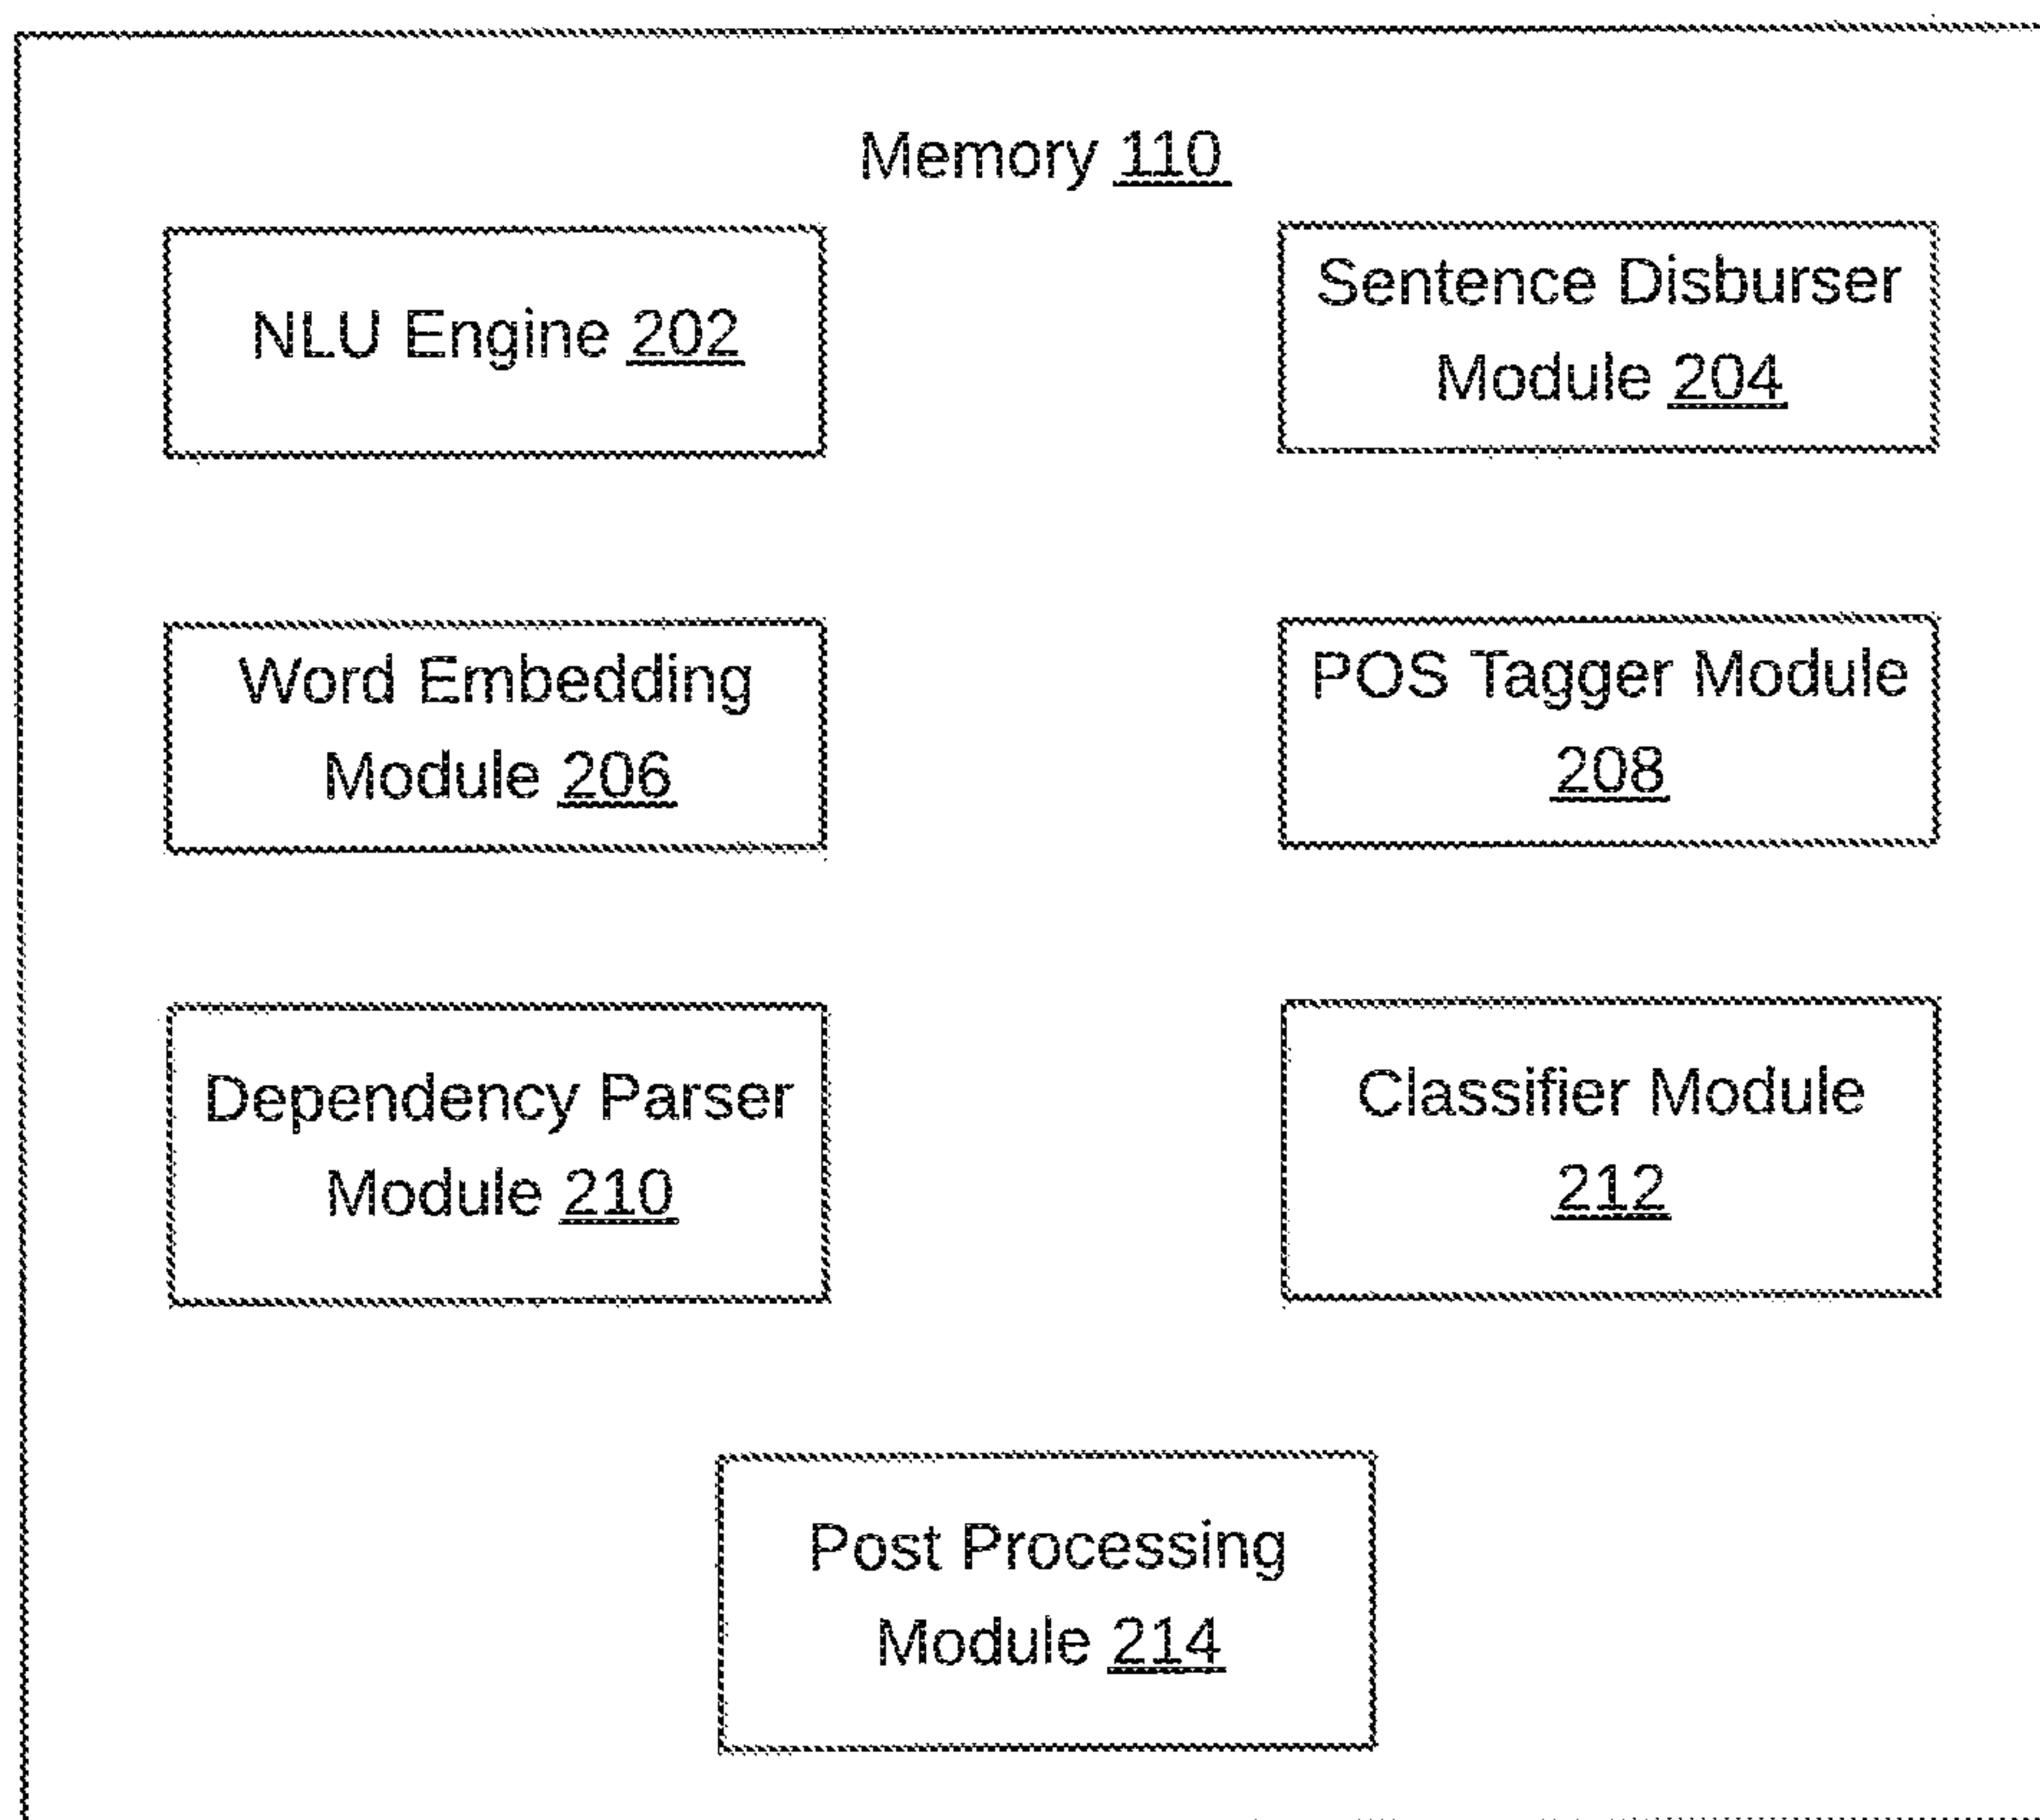 Memory 110
NLU Engine 202
Sentence Disburser
Module 204
Word Embedding
Module 206
POS Tagger Module
208
Dependency Parser
Module 210
Classifier Module
212
Post Processing
Module 214